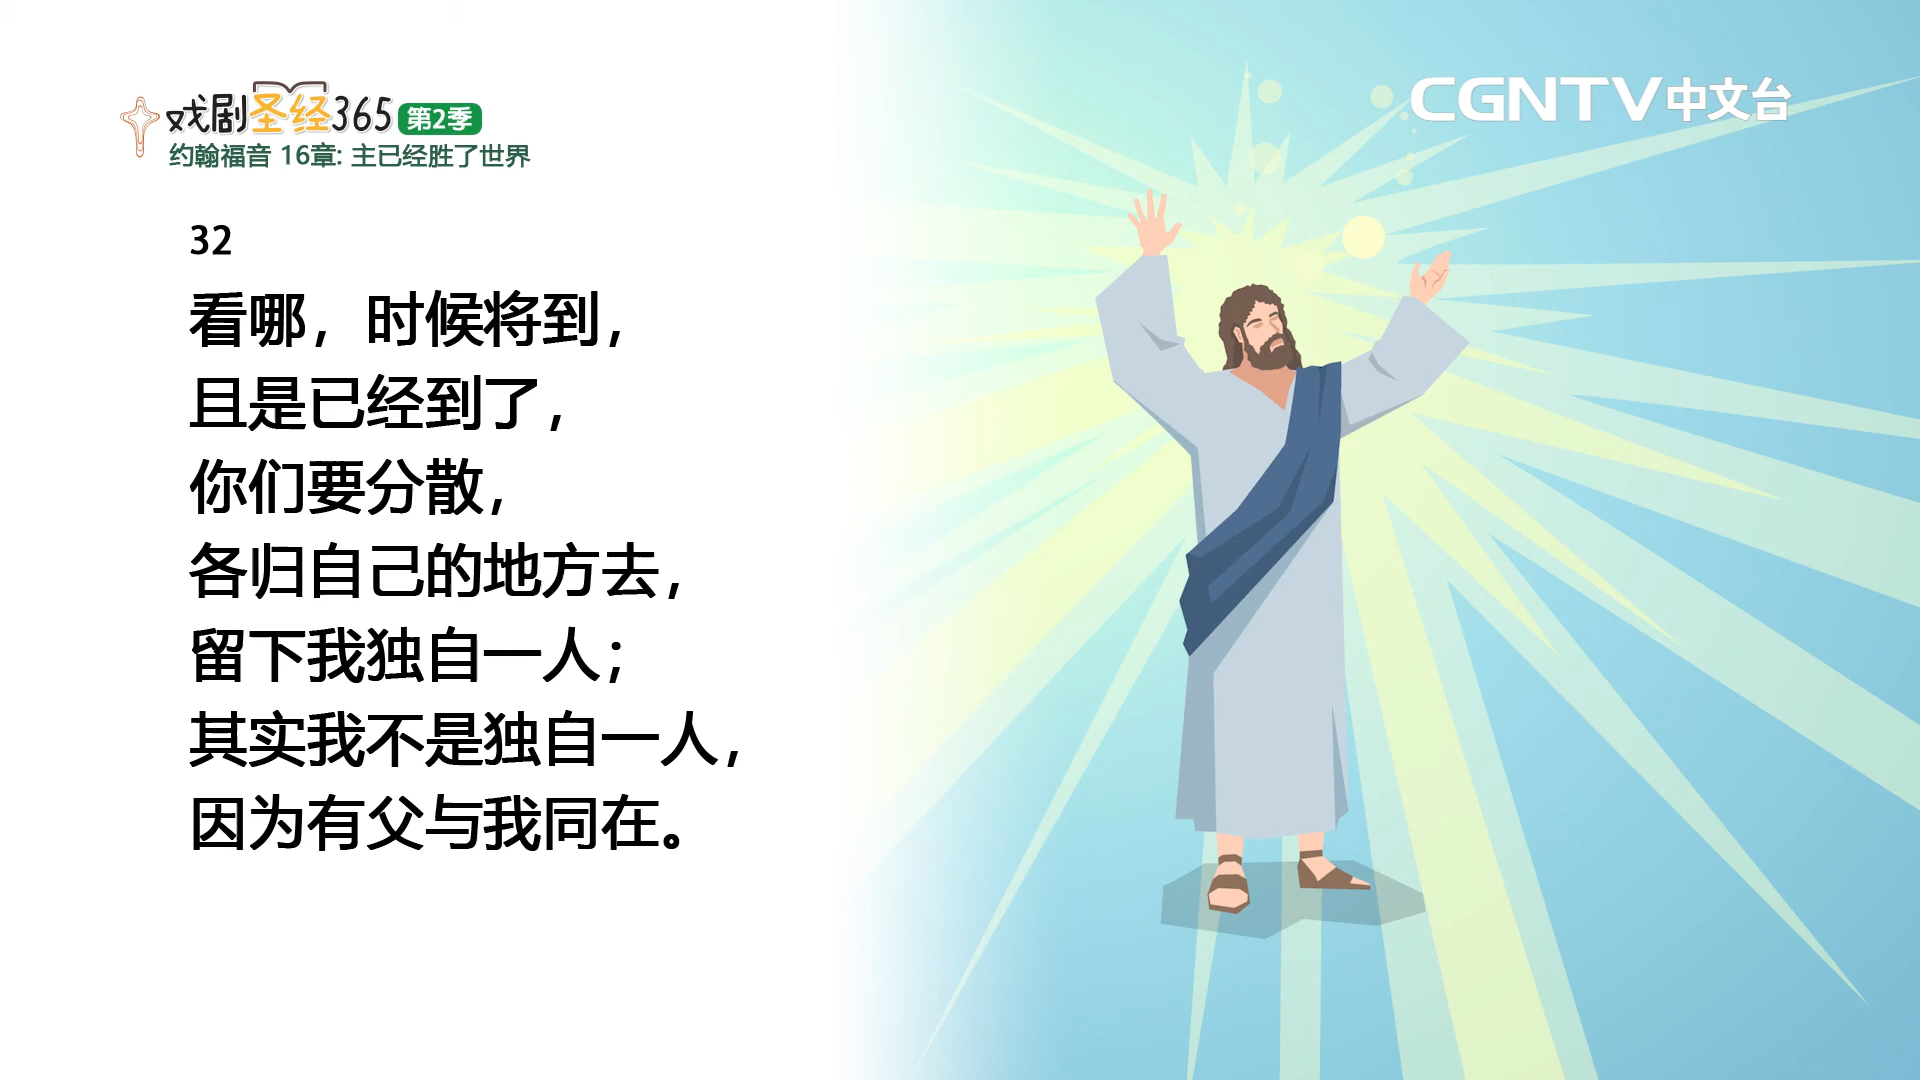 戏剧圣经365 第2季
CGNTV中文台
约翰福音 16章: 主已经胜了世界
32
看哪，时候将到，
且是已经到了，
你们要分散，
各归自己的地方去，
留下我独自一人；
其实我不是独自一人，
因为有父与我同在。